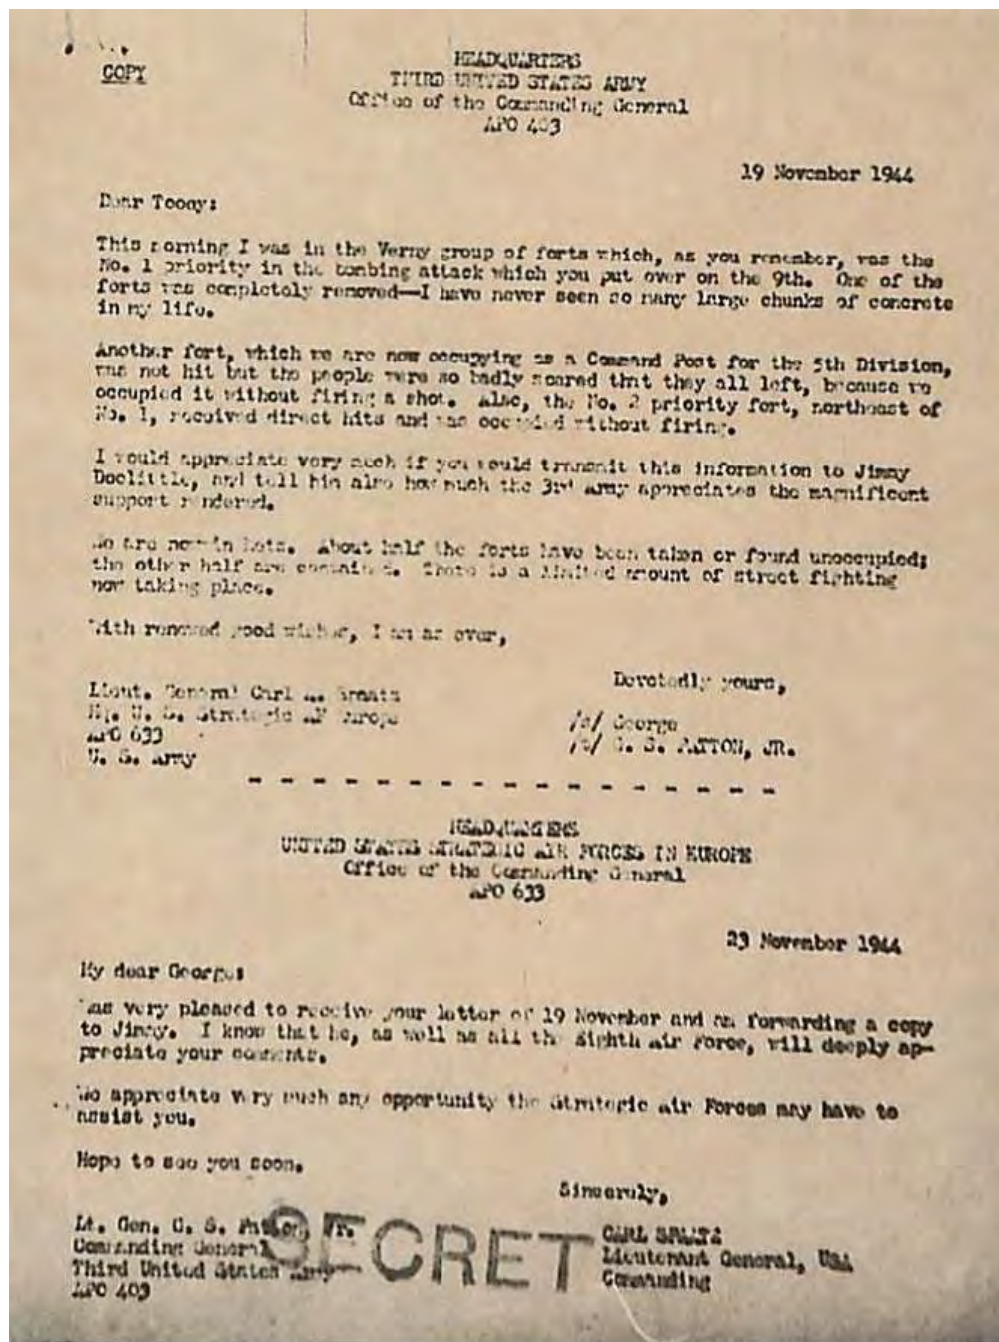 COPY
HEADQUARTERS
THIRD UNITED STATES ARMY
Office of the Commanding General
APO 403
19 November 1944
Dear Tooey:
This morning I was in the Verny group of forts which, as you remember, was the
No. 1 priority in the bombing attack which you put over on the 9th. One of the
forts was completely removed—I have never seen so many large chunks of concrete
in my life.
Another fort, which we are now occupying as a Command Post for the 5th Division,
was not hit but the people were so badly scared that they all left, because we
occupied it without firing a shot. Also, the No. 2 priority fort, northeast of
No. 1, received direct hits and was occupied without firing.
I would appreciate very much if you would transmit this information to Jimmy
Doolittle, and tell him also how much the 3rd Army appreciates the magnificent
support rendered.
We are now in Metz. About half the forts have been taken or found unoccupied;
the other half are contained. There is a limited amount of street fighting
now taking place.
With renewed good wishes, I am as ever,
Devotedly yours,
Lieut. General Carl A. Spaatz
Hq. U. S. Strategic AF Europe
APO 633
U. S. Army
/s/ George
/t/ G. S. PATTON, JR.
- - - - - - - - - - - - - - - - - -
HEADQUARTERS
UNITED STATES STRATEGIC AIR FORCES IN EUROPE
Office of the Commanding General
APO 633
23 November 1944
My dear George:
Was very pleased to receive your letter of 19 November and am forwarding a copy
to Jimmy. I know that he, as well as all the Eighth Air Force, will deeply ap-
preciate your comments.
We appreciate very much any opportunity the Strategic Air Forces may have to
assist you.
Hope to see you soon.
Sincerely,
Lt. Gen. G. S. Patton, Jr.
Commanding General
Third United States Army
APO 403
SECRET
CARL SPAATZ
Lieutenant General, USA
Commanding